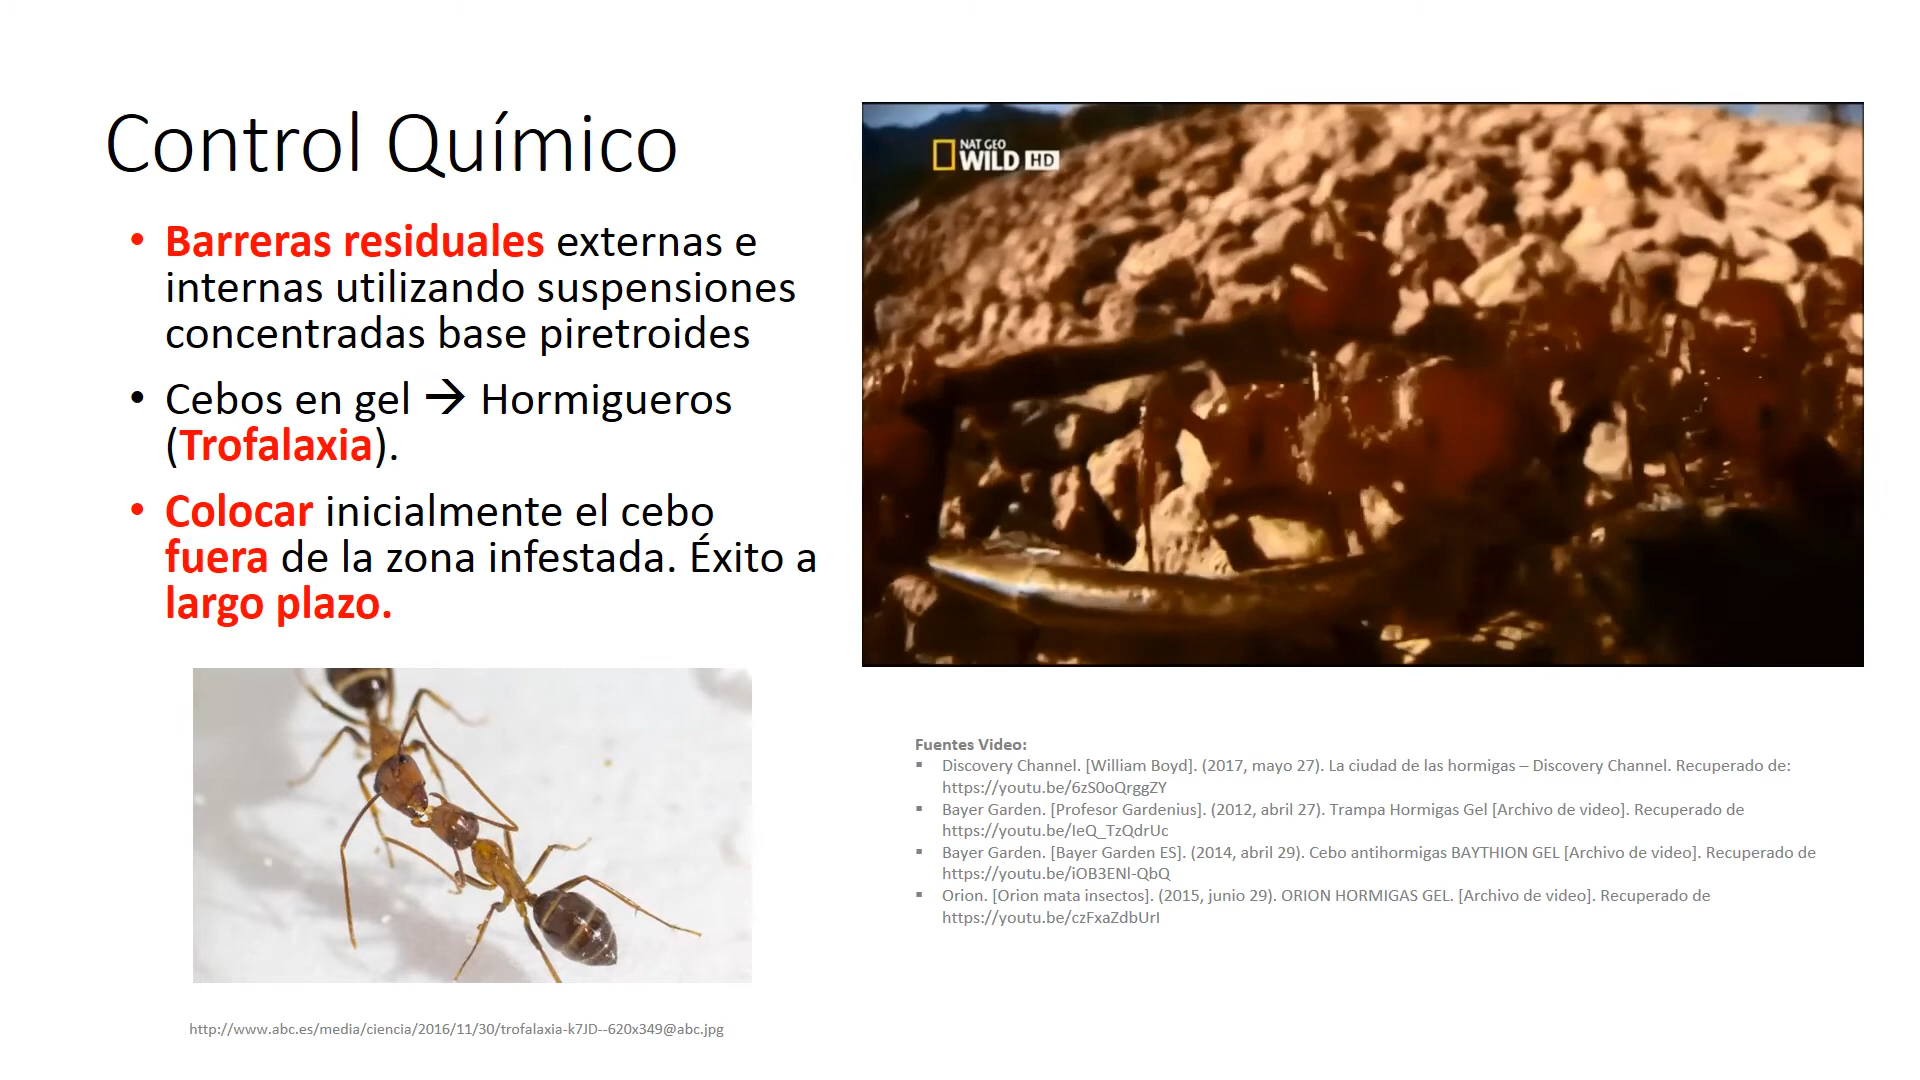 Control Químico
• Barreras residuales externas e
internas utilizando suspensiones
concentradas base piretroides
• Cebos en gel → Hormigueros
(Trofalaxia).
• Colocar inicialmente el cebo
fuera de la zona infestada. Éxito a
largo plazo.
http://www.abc.es/media/ciencia/2016/11/30/trofalaxia-k7JD--620x349@abc.jpg
NAT GEO
WILD HD
Fuentes Video:
▪ Discovery Channel. [William Boyd]. (2017, mayo 27). La ciudad de las hormigas – Discovery Channel. Recuperado de:
https://youtu.be/6zS0oQrggZY
▪ Bayer Garden. [Profesor Gardenius]. (2012, abril 27). Trampa Hormigas Gel [Archivo de video]. Recuperado de
https://youtu.be/IeQ_TzQdrUc
▪ Bayer Garden. [Bayer Garden ES]. (2014, abril 29). Cebo antihormigas BAYTHION GEL [Archivo de video]. Recuperado de
https://youtu.be/iOB3ENl-QbQ
▪ Orion. [Orion mata insectos]. (2015, junio 29). ORION HORMIGAS GEL. [Archivo de video]. Recuperado de
https://youtu.be/czFxaZdbUrI